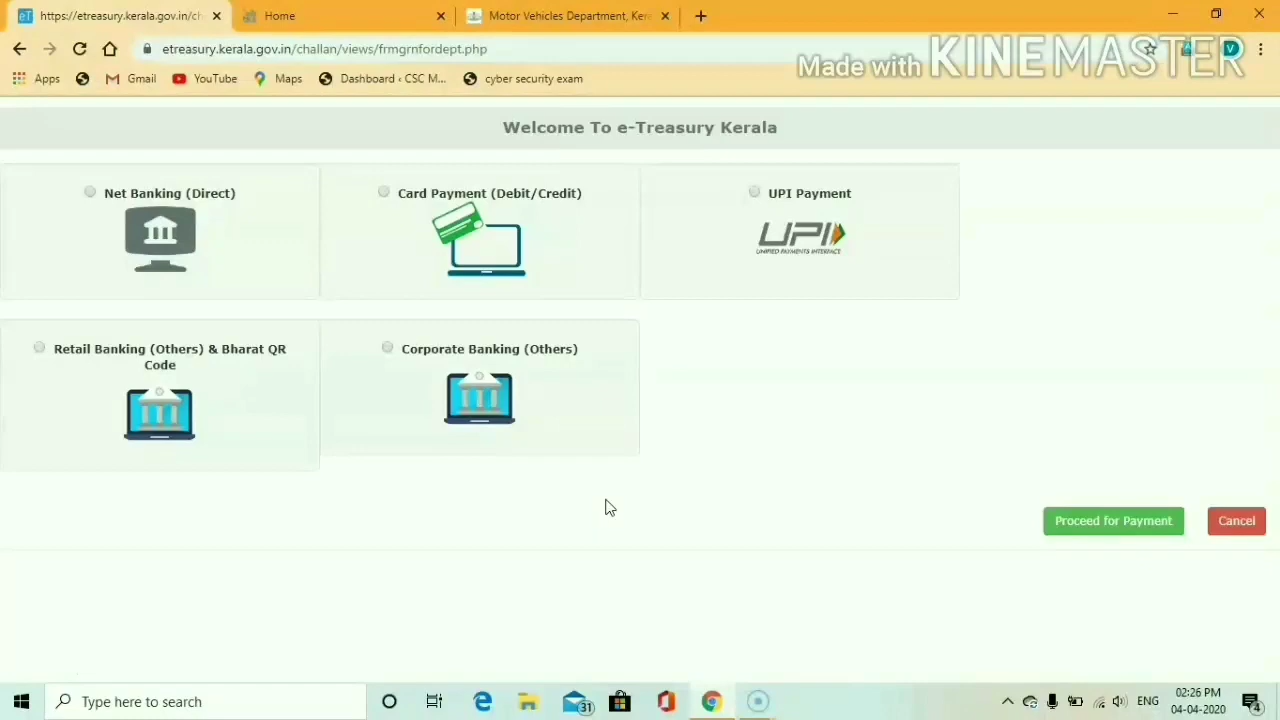 https://etreasury.kerala.gov.in/ch
Home
Motor Vehicles Department, Ker
etreasury.kerala.gov.in/challan/views/frmgrnfordept.php
Made with KINEMASTER
V
Apps
Gmail
YouTube
Maps
Dashboard ‹ CSC M...
cyber security exam
Welcome To e-Treasury Kerala
Net Banking (Direct)
Card Payment (Debit/Credit)
UPI Payment
UPI
UNIFIED PAYMENTS INTERFACE
Retail Banking (Others) & Bharat QR
Code
Corporate Banking (Others)
Proceed for Payment
Cancel
Type here to search
31
ENG
02:26 PM
04-04-2020
4